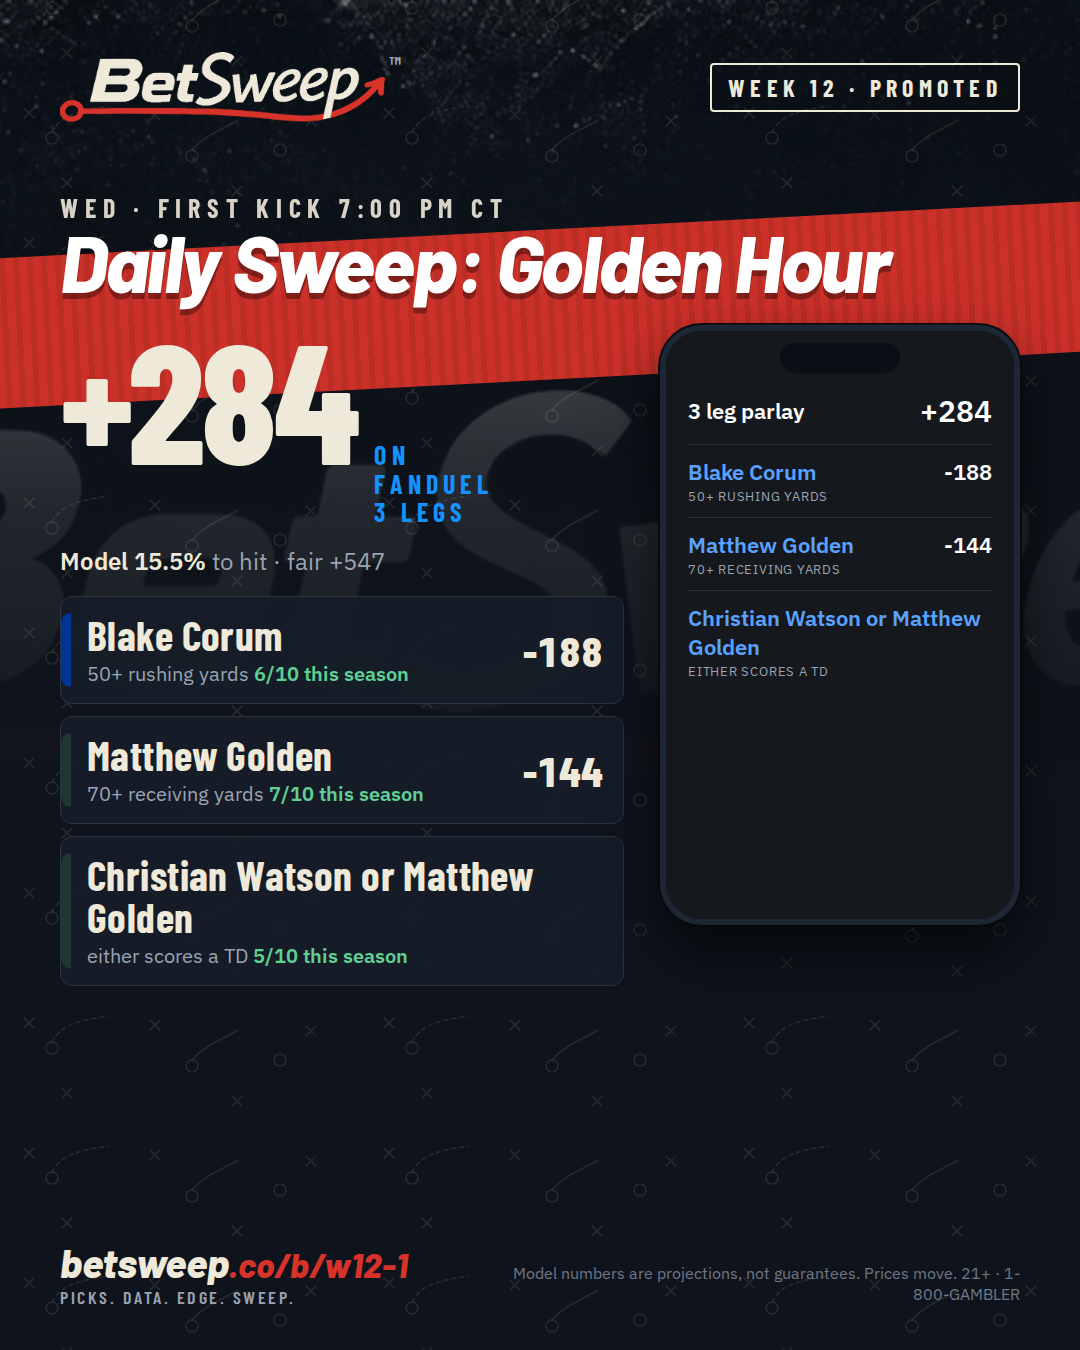 BetSweep™
WEEK 12 · PROMOTED
WED · FIRST KICK 7:00 PM CT
Daily Sweep: Golden Hour
+284
ON
FANDUEL
3 LEGS
Model 15.5% to hit · fair +547
Blake Corum
50+ rushing yards 6/10 this season
-188
Matthew Golden
70+ receiving yards 7/10 this season
-144
Christian Watson or Matthew
Golden
either scores a TD 5/10 this season
3 leg parlay +284
Blake Corum -188
50+ RUSHING YARDS
Matthew Golden -144
70+ RECEIVING YARDS
Christian Watson or Matthew
Golden
EITHER SCORES A TD
BetSwe
betsweep.co/b/w12-1
PICKS. DATA. EDGE. SWEEP.
Model numbers are projections, not guarantees. Prices move. 21+ · 1-
800-GAMBLER